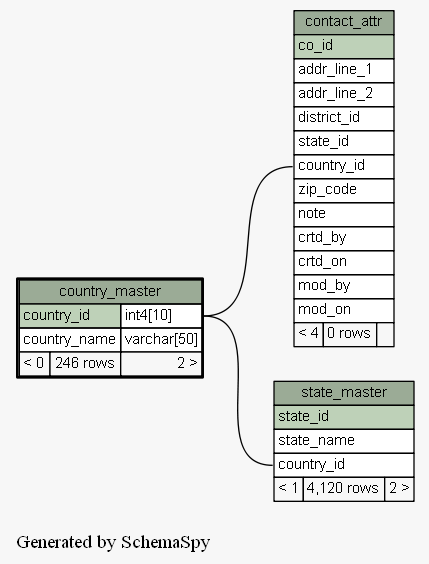 contact_attr
co_id
addr_line_1
addr_line_2
district_id
state_id
country_id
zip_code
note
crtd_by
crtd_on
mod_by
mod_on
< 4 0 rows
country_master
country_id int4[10]
country_name varchar[50]
< 0 246 rows 2 >
state_master
state_id
state_name
country_id
< 1 4,120 rows 2 >
Generated by SchemaSpy